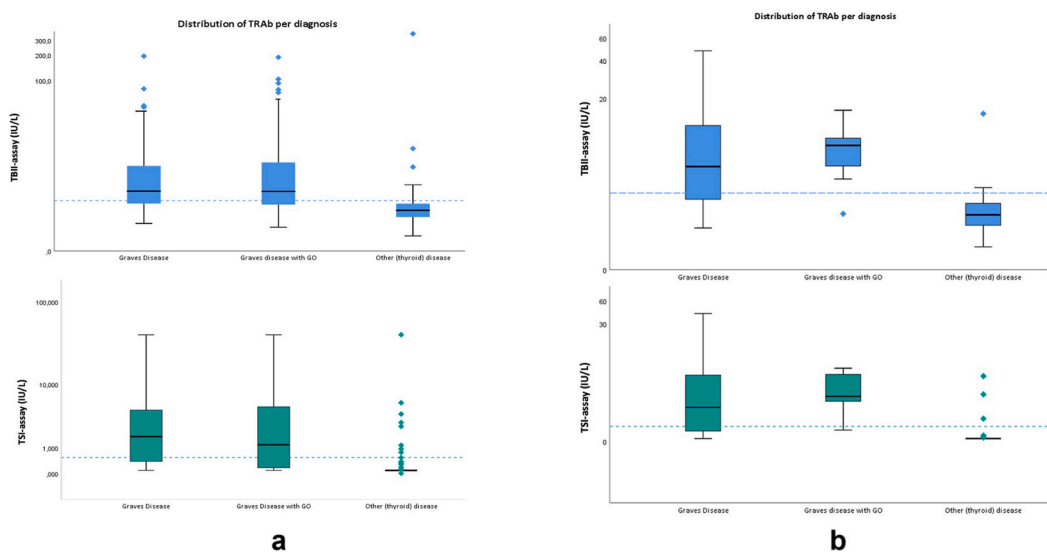 Distribution of TRAb per diagnosis
300,0
200,0
100,0
,0
TBII-assay (IU/L)
Graves Disease
Graves disease with GO
Other (thyroid) disease
100,000
10,000
1,000
,000
TSI-assay (IU/L)
Graves Disease
Graves Disease with GO
Other (thyroid) disease
a
Distribution of TRAb per diagnosis
60
40
20
0
TBII-assay (IU/L)
Graves Disease
Graves disease with GO
Other (thyroid) disease
60
30
0
TSI-assay (IU/L)
Graves Disease
Graves disease with GO
Other (thyroid) disease
b